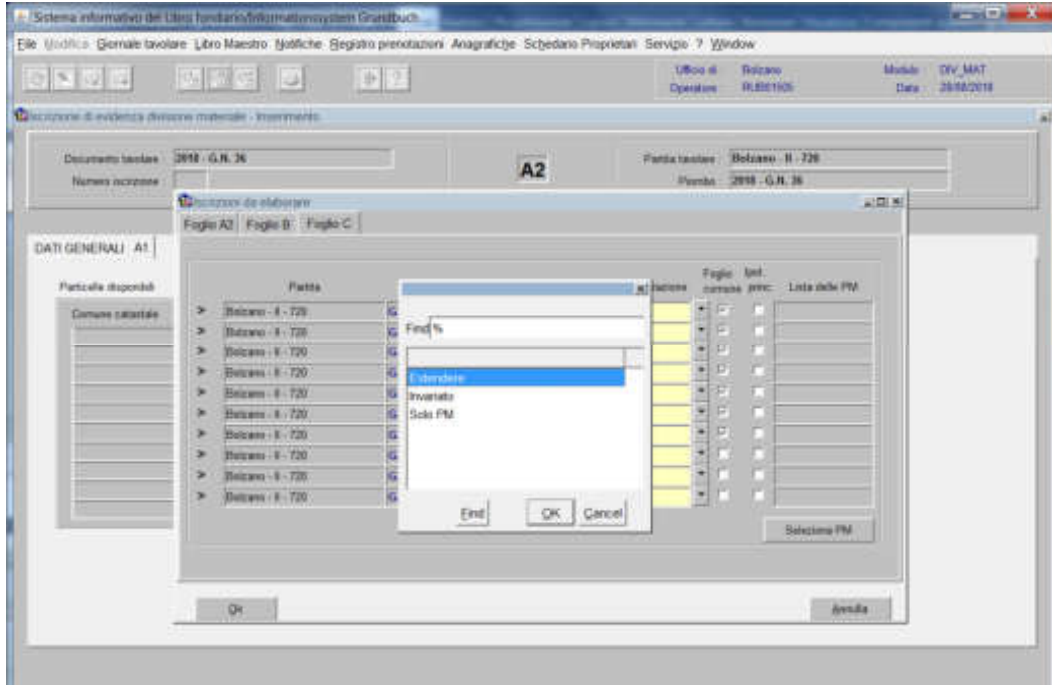 Sistema informativo del Libro fondiario/Informationssystem Grundbuch
File Modifica Giornale tavolare Libro Maestro Notifiche Registro prenotazioni Anagrafiche Schedario Proprietari Servizio ? Window
Ufficio di Bolzano Modulo DIV_MAT
Operatore Data 28/08/2018
Iscrizione di evidenza divisione materiale - Inserimento
Documento tavolare 2018 - G.N. 36 A2 Partita tavolare Bolzano - II - 720
Numero iscrizione Piombo 2018 - G.N. 36
Iscrizioni da elaborare
Foglio A2 Foglio B Foglio C
DATI GENERALI A1
Particelle disponibili Partita Foglio comune Ipot. princ. Lista delle PM
Comune catastale
> Bolzano - II - 720 G
> Bolzano - II - 720 G
> Bolzano - II - 720 G
> Bolzano - II - 720 G
> Bolzano - II - 720 G
> Bolzano - II - 720 G
> Bolzano - II - 720 G
> Bolzano - II - 720 G
> Bolzano - II - 720 G
> Bolzano - II - 720 G
Find %
Estendere
Invariato
Solo PM
Find OK Cancel
Seleziona PM
Ok Annulla